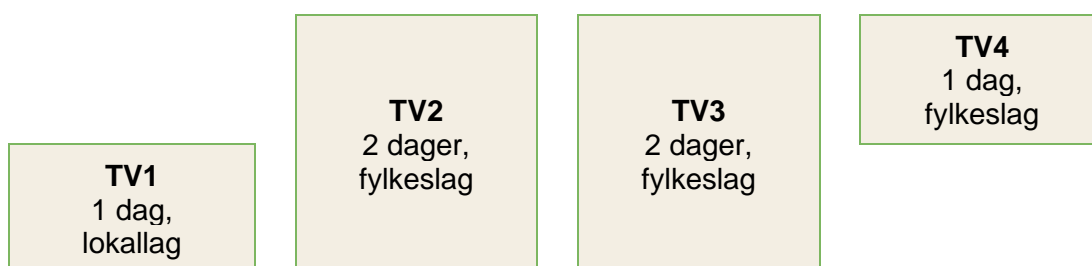 TV1
1 dag,
lokallag
TV2
2 dager,
fylkeslag
TV3
2 dager,
fylkeslag
TV4
1 dag,
fylkeslag